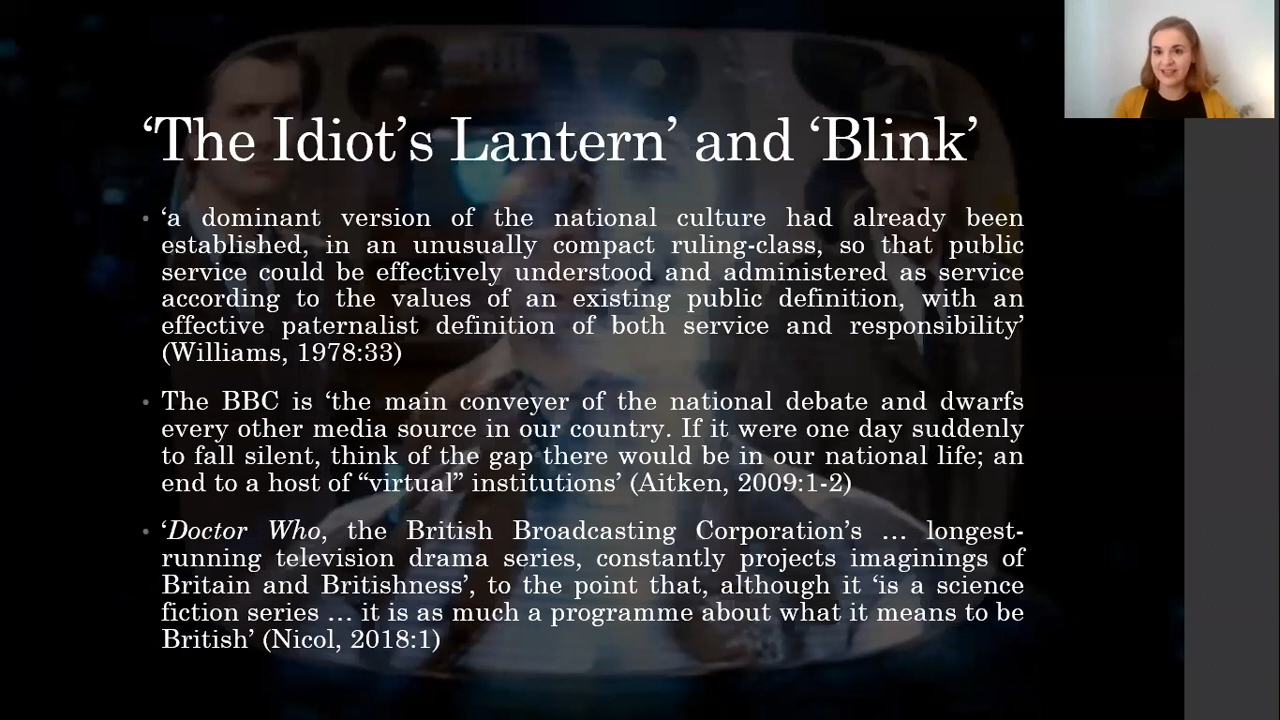 ‘The Idiot’s Lantern’ and ‘Blink’
• ‘a dominant version of the national culture had already been
established, in an unusually compact ruling-class, so that public
service could be effectively understood and administered as service
according to the values of an existing public definition, with an
effective paternalist definition of both service and responsibility’
(Williams, 1978:33)
• The BBC is ‘the main conveyer of the national debate and dwarfs
every other media source in our country. If it were one day suddenly
to fall silent, think of the gap there would be in our national life; an
end to a host of “virtual” institutions’ (Aitken, 2009:1-2)
• ‘Doctor Who, the British Broadcasting Corporation’s … longest-
running television drama series, constantly projects imaginings of
Britain and Britishness’, to the point that, although it ‘is a science
fiction series … it is as much a programme about what it means to be
British’ (Nicol, 2018:1)